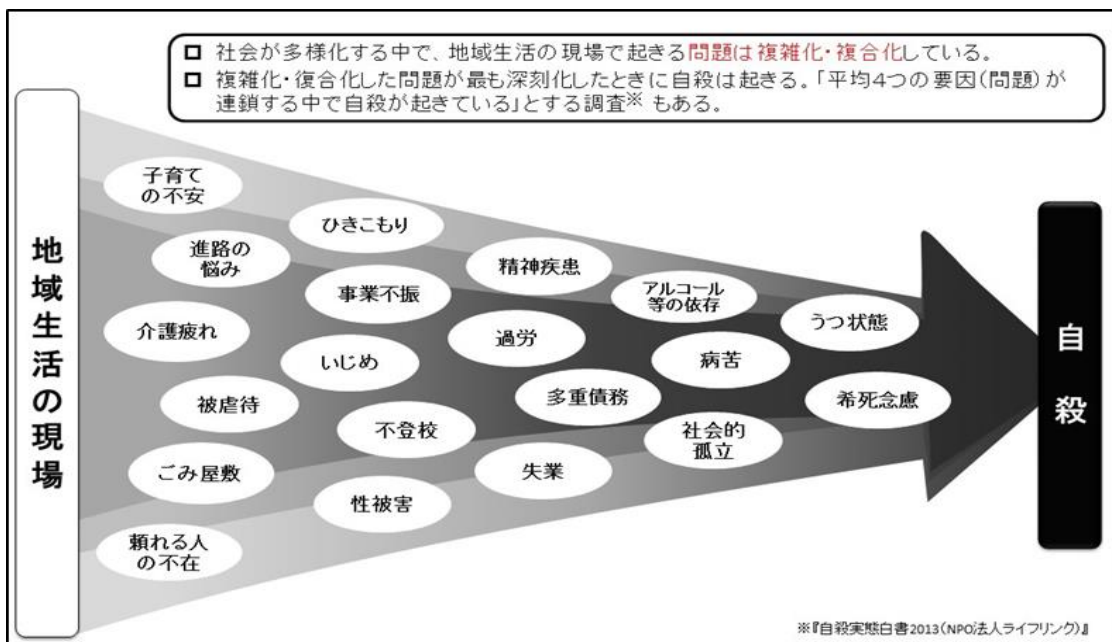 □ 社会が多様化する中で、地域生活の現場で起きる問題は複雑化・複合化している。
□ 複雑化・復合化した問題が最も深刻化したときに自殺は起きる。「平均4つの要因(問題)が
連鎖する中で自殺が起きている」とする調査※ もある。
地域生活の現場
子育て
の不安
進路の
悩み
介護疲れ
被虐待
ごみ屋敷
頼れる人
の不在
ひきこもり
事業不振
いじめ
不登校
性被害
精神疾患
過労
多重債務
失業
アルコール
等の依存
病苦
社会的
孤立
うつ状態
希死念慮
自殺
※『自殺実態白書2013(NPO法人ライフリンク)』